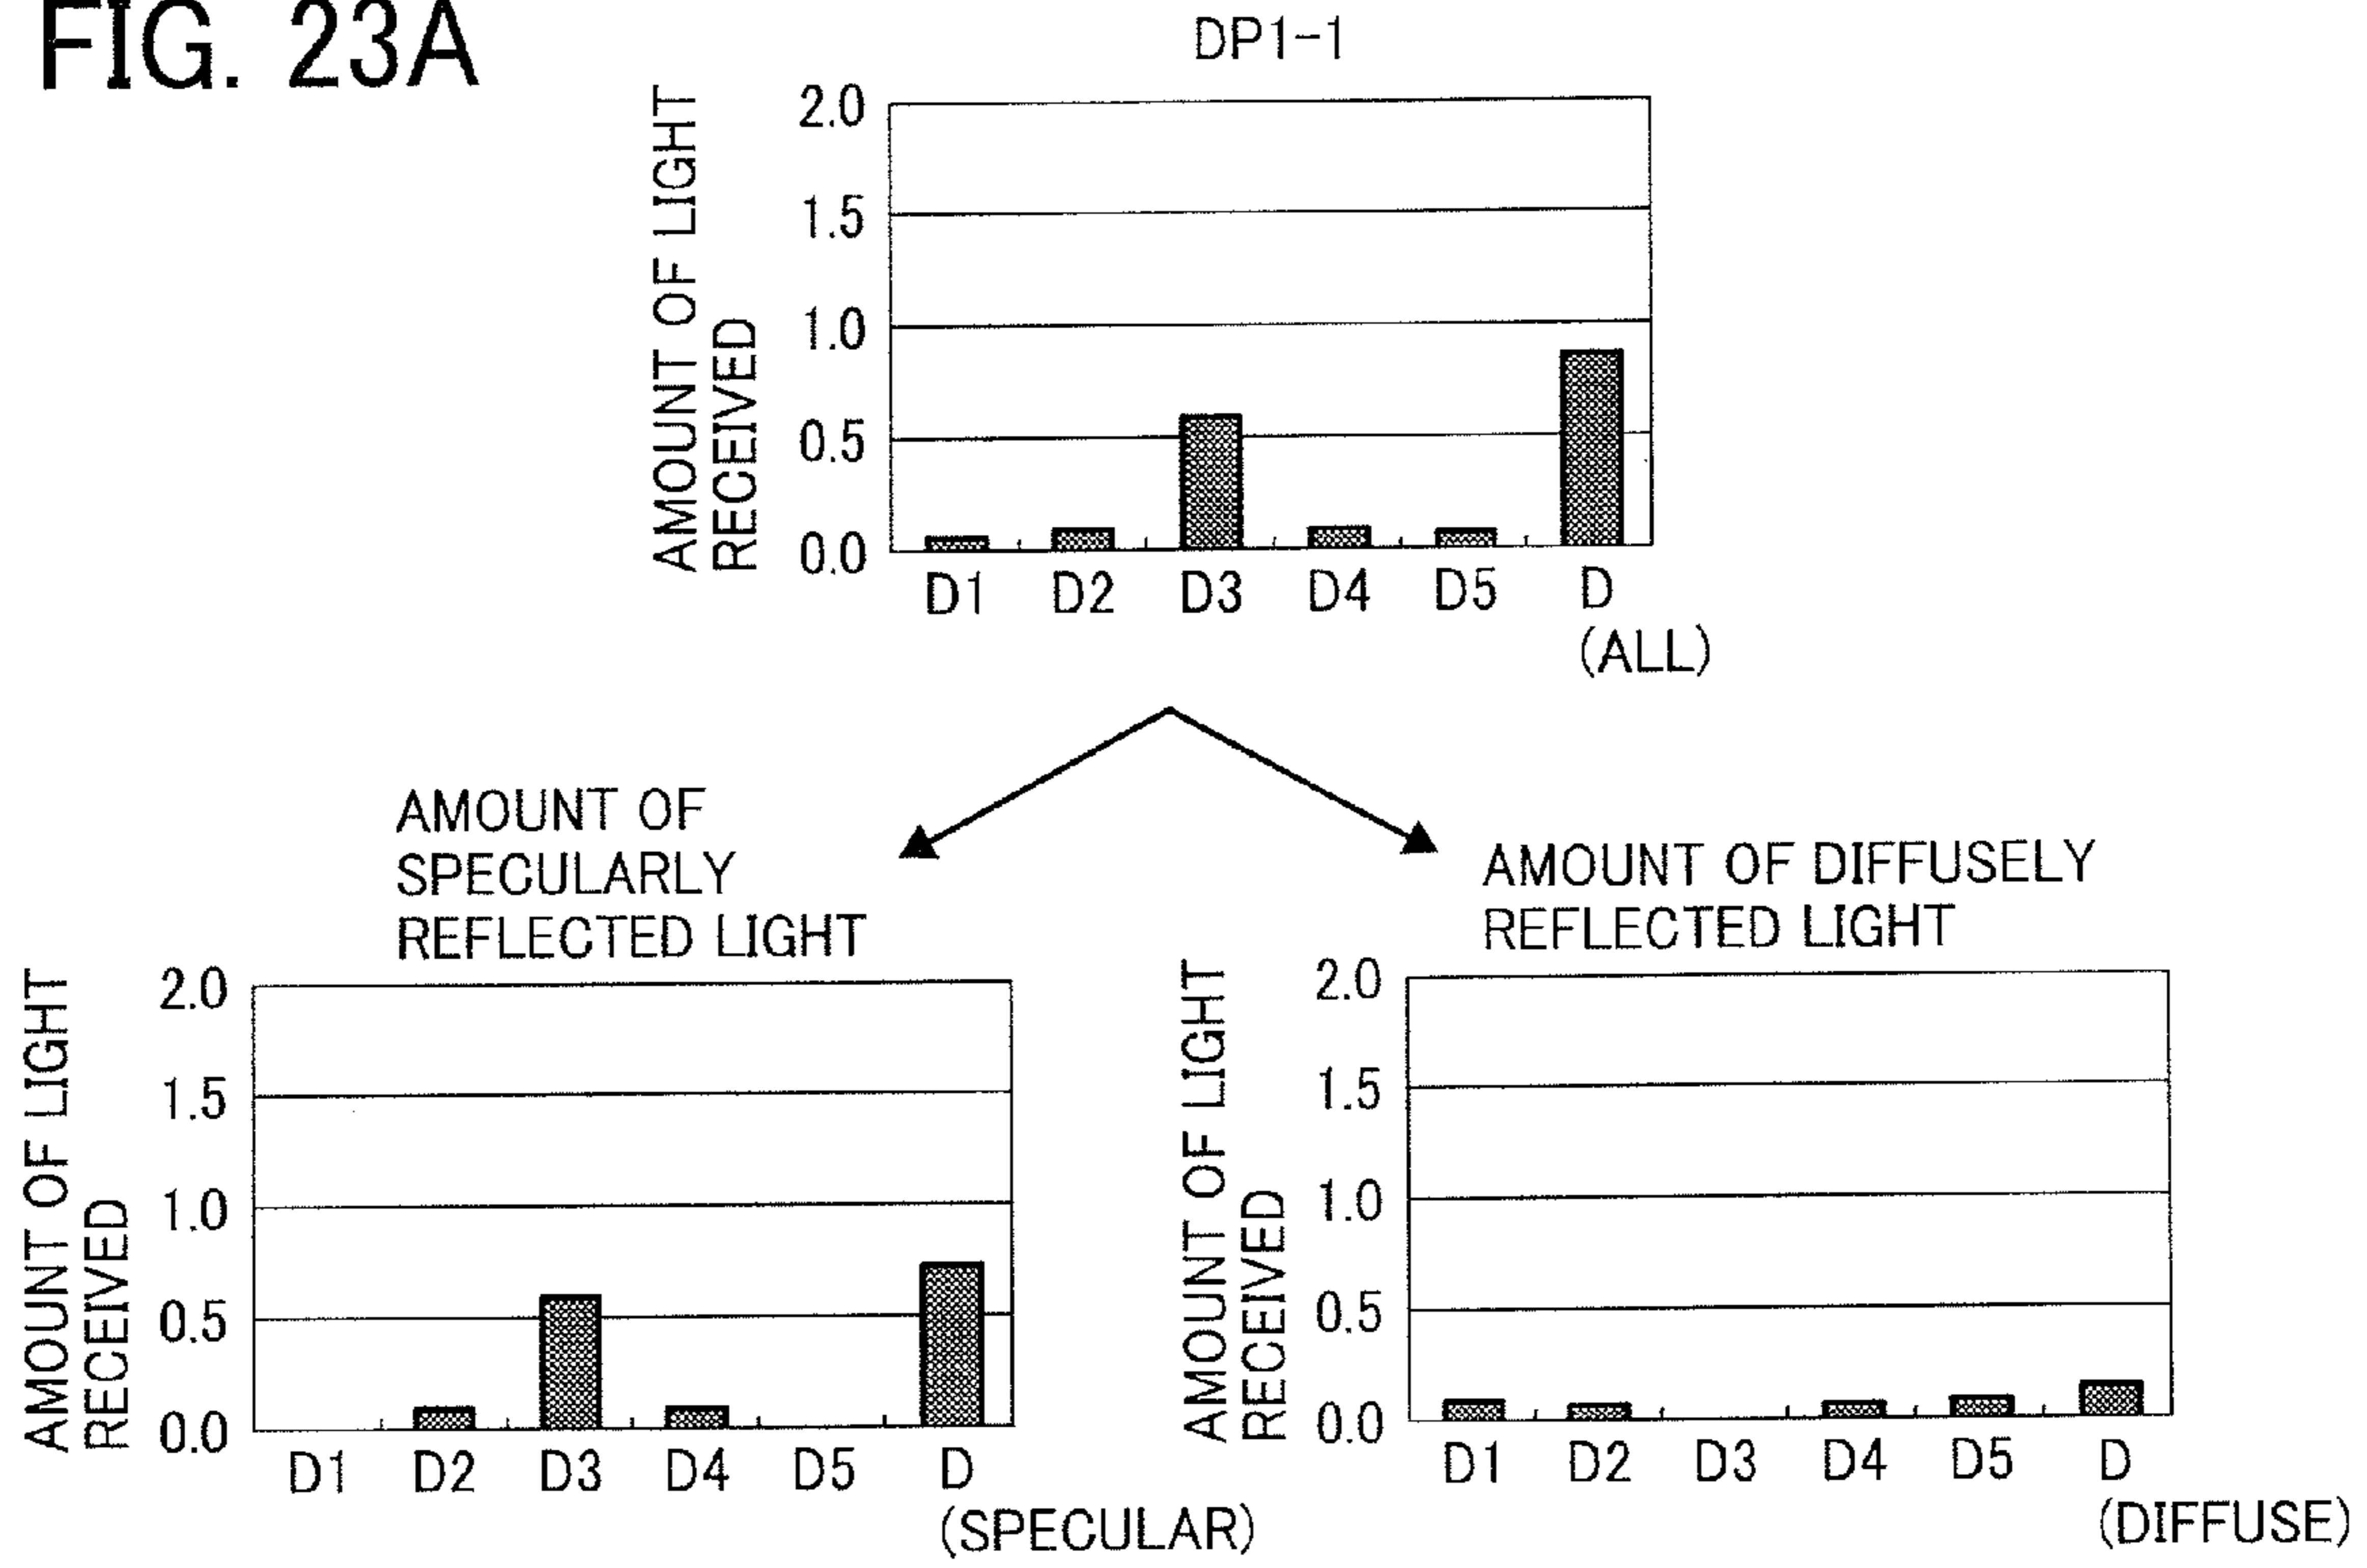 FIG. 23A
DP1-1
AMOUNT OF LIGHT
RECEIVED
2.0
1.5
1.0
0.5
0.0
D1 D2 D3 D4 D5 D
(ALL)
AMOUNT OF
SPECULARLY
REFLECTED LIGHT
AMOUNT OF LIGHT
RECEIVED
2.0
1.5
1.0
0.5
0.0
D1 D2 D3 D4 D5 D
(SPECULAR)
AMOUNT OF DIFFUSELY
REFLECTED LIGHT
AMOUNT OF LIGHT
RECEIVED
2.0
1.5
1.0
0.5
0.0
D1 D2 D3 D4 D5 D
(DIFFUSE)